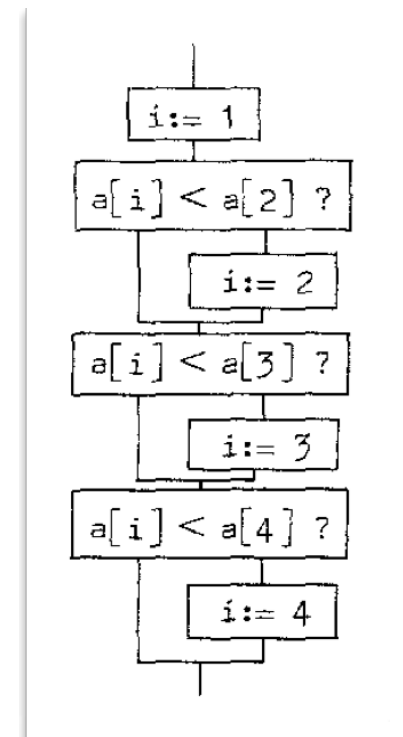 i:= 1
a[i] < a[2] ?
i:= 2
a[i] < a[3] ?
i:= 3
a[i] < a[4] ?
i:= 4